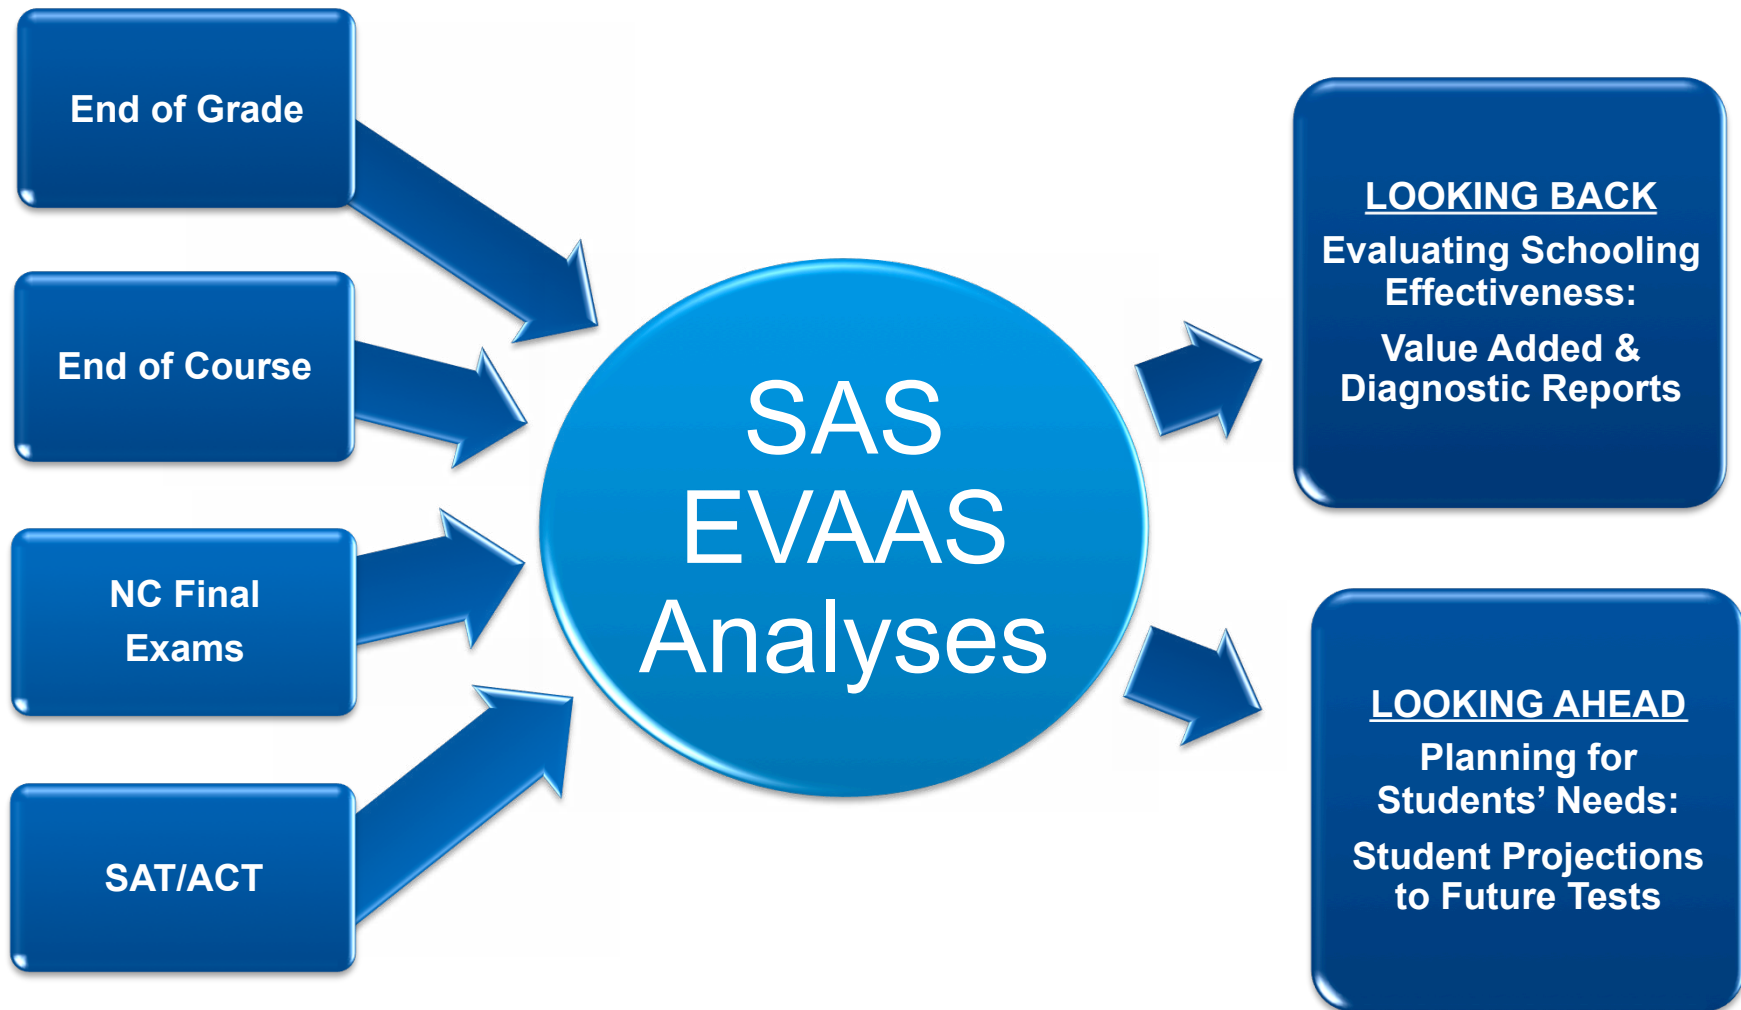 End of Grade
End of Course
NC Final
Exams
SAT/ACT
SAS
EVAAS
Analyses
LOOKING BACK
Evaluating Schooling
Effectiveness:
Value Added &
Diagnostic Reports
LOOKING AHEAD
Planning for
Students’ Needs:
Student Projections
to Future Tests